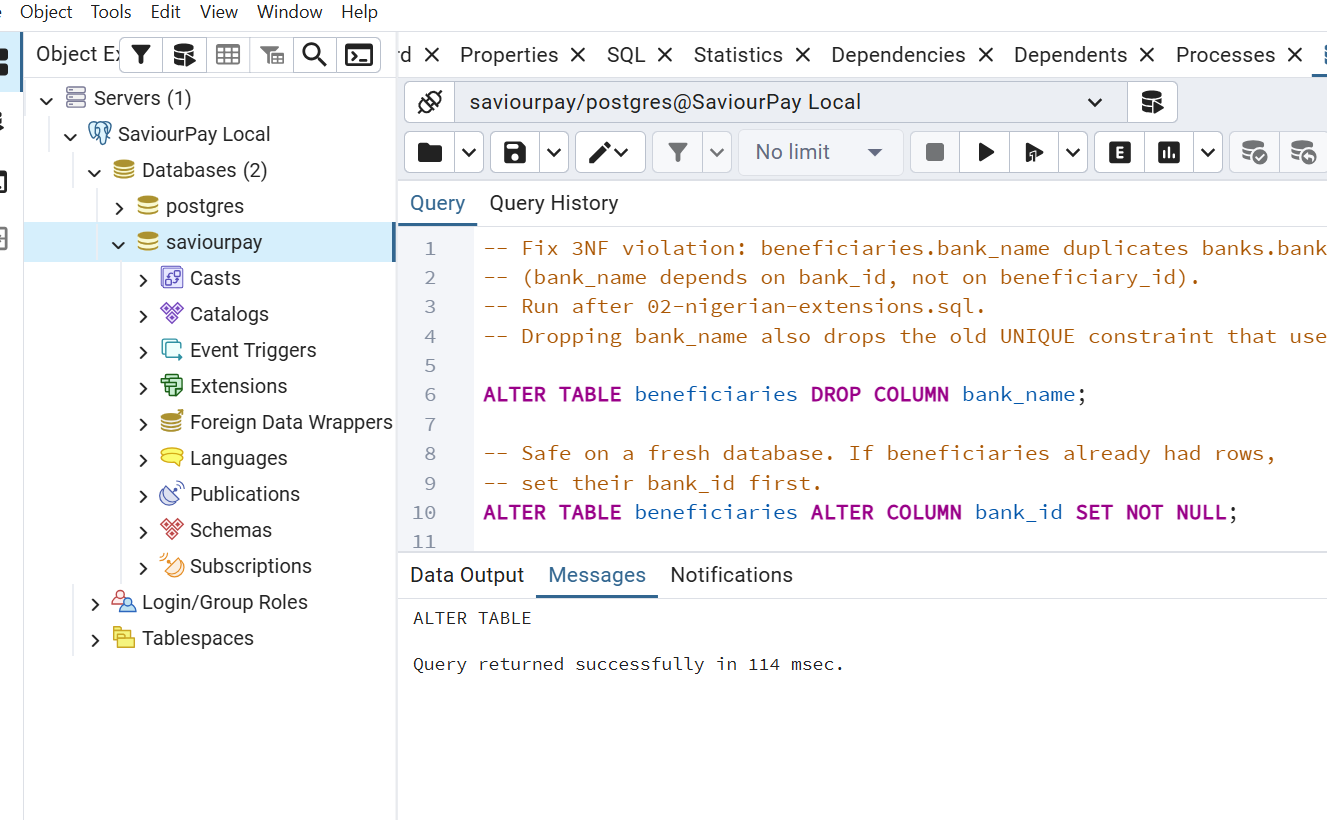 Object Tools Edit View Window Help
Object Ex
rd Properties SQL Statistics Dependencies Dependents Processes
Servers (1)
SaviourPay Local
Databases (2)
postgres
saviourpay
Casts
Catalogs
Event Triggers
Extensions
Foreign Data Wrappers
Languages
Publications
Schemas
Subscriptions
Login/Group Roles
Tablespaces
saviourpay/postgres@SaviourPay Local
No limit
E
Query Query History
1 -- Fix 3NF violation: beneficiaries.bank_name duplicates banks.bank
2 -- (bank_name depends on bank_id, not on beneficiary_id).
3 -- Run after 02-nigerian-extensions.sql.
4 -- Dropping bank_name also drops the old UNIQUE constraint that use
5
6 ALTER TABLE beneficiaries DROP COLUMN bank_name;
7
8 -- Safe on a fresh database. If beneficiaries already had rows,
9 -- set their bank_id first.
10 ALTER TABLE beneficiaries ALTER COLUMN bank_id SET NOT NULL;
11
Data Output Messages Notifications
ALTER TABLE
Query returned successfully in 114 msec.